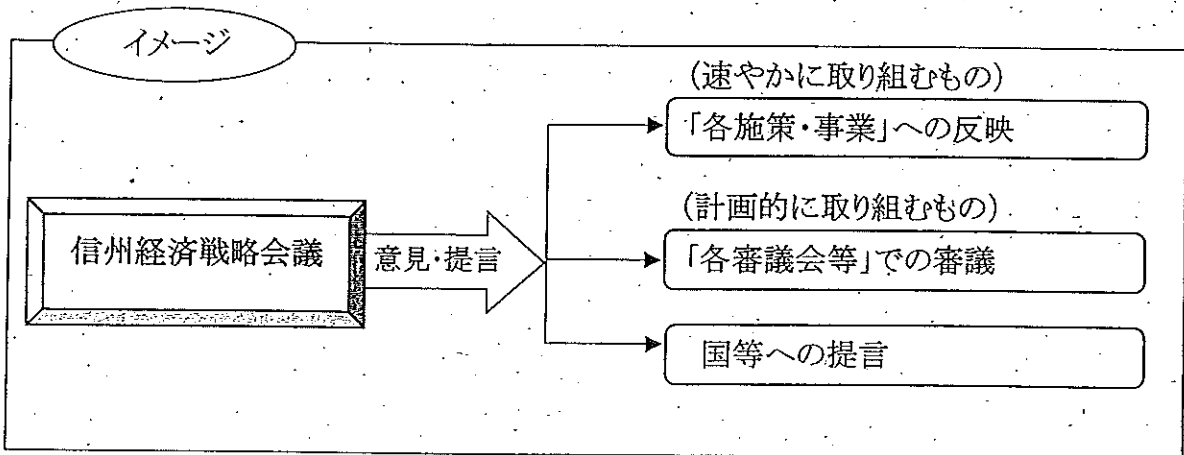 イメージ
(速やかに取り組むもの)
「各施策・事業」への反映
(計画的に取り組むもの)
信州経済戦略会議
意見・提言
「各審議会等」での審議
国等への提言